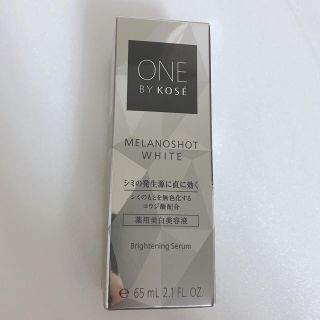 ONE
BY KOSÉ
MELANOSHOT
WHITE
シミの発生源に直に効く
シミのもとを無色化する
コウジ酸配合
薬用美白美容液
Brightening Serum
℮ 65 mL 2.1 FL. OZ.